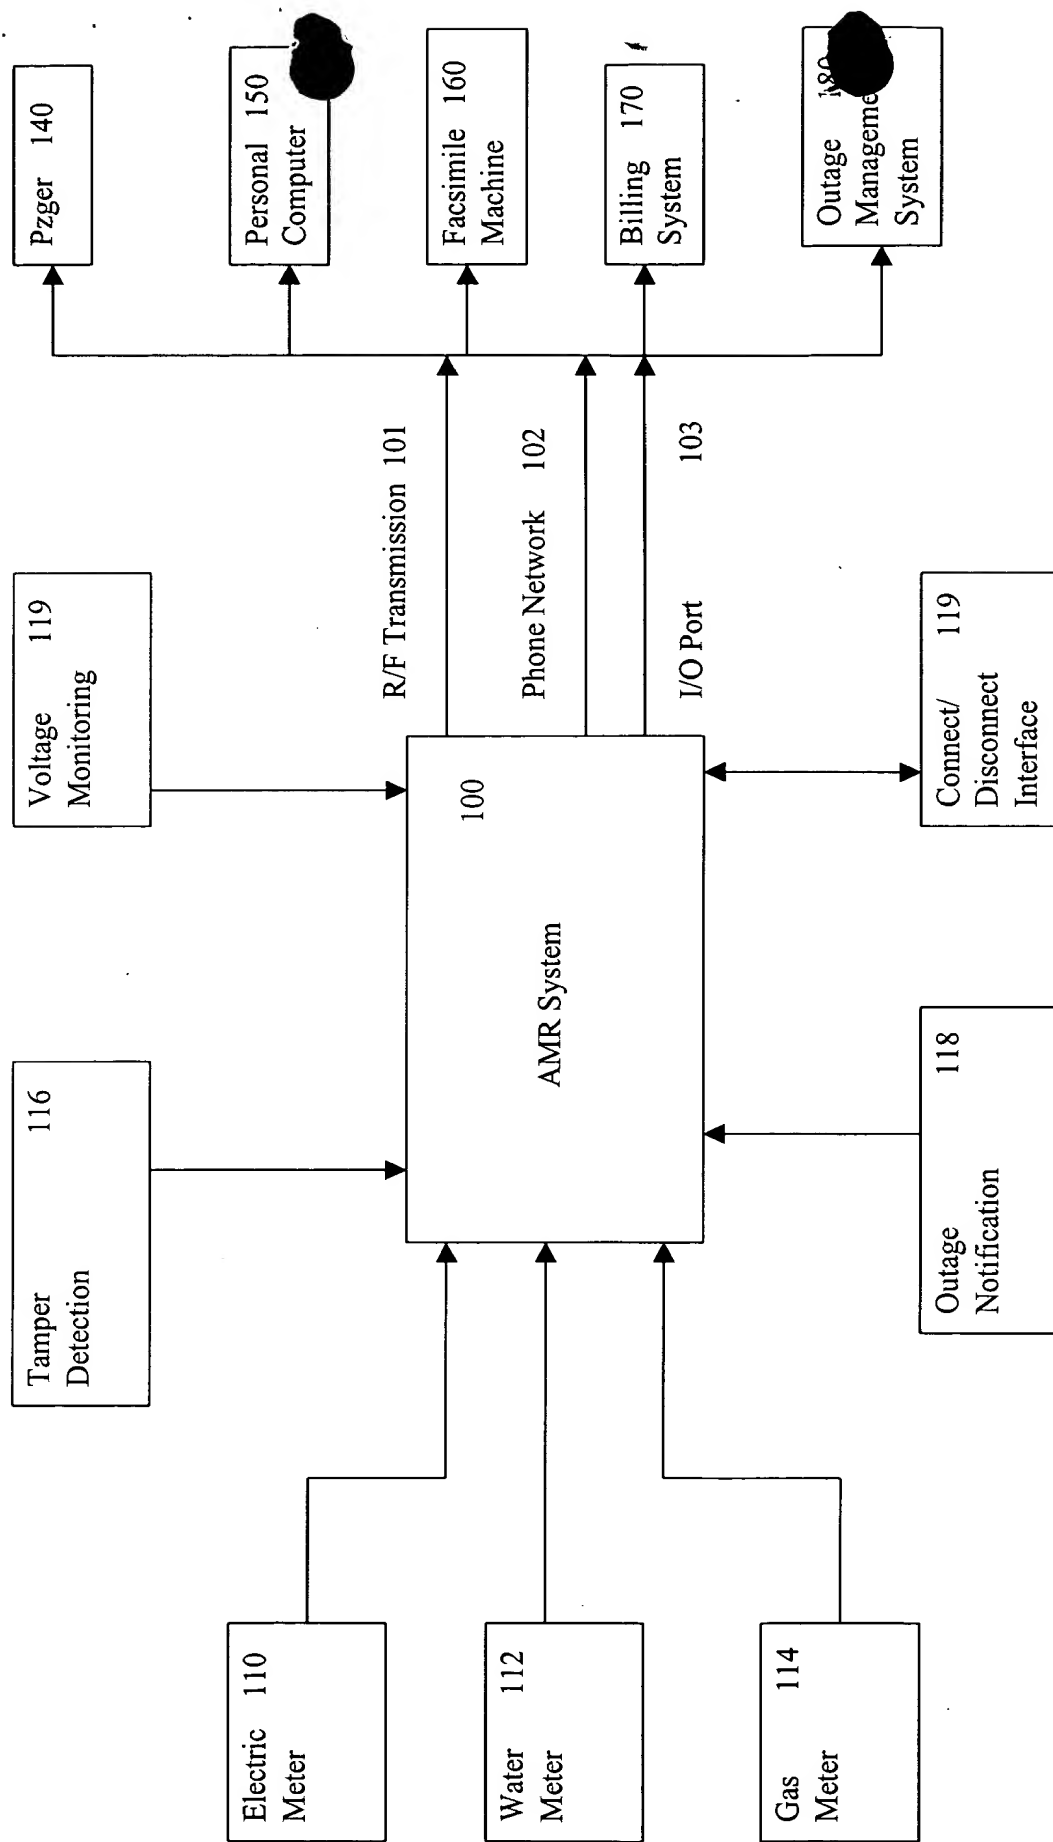 Tamper 116
Detection
Voltage 119
Monitoring
Pzger 140
Electric 110
Meter
Personal 150
Computer
R/F Transmission 101
Facsimile 160
Machine
100
AMR System
Water 112
Meter
Phone Network 102
Billing 170
System
I/O Port 103
Gas 114
Meter
Outage 180
Manageme
System
Outage 118
Notification
Connect/ 119
Disconnect
Interface